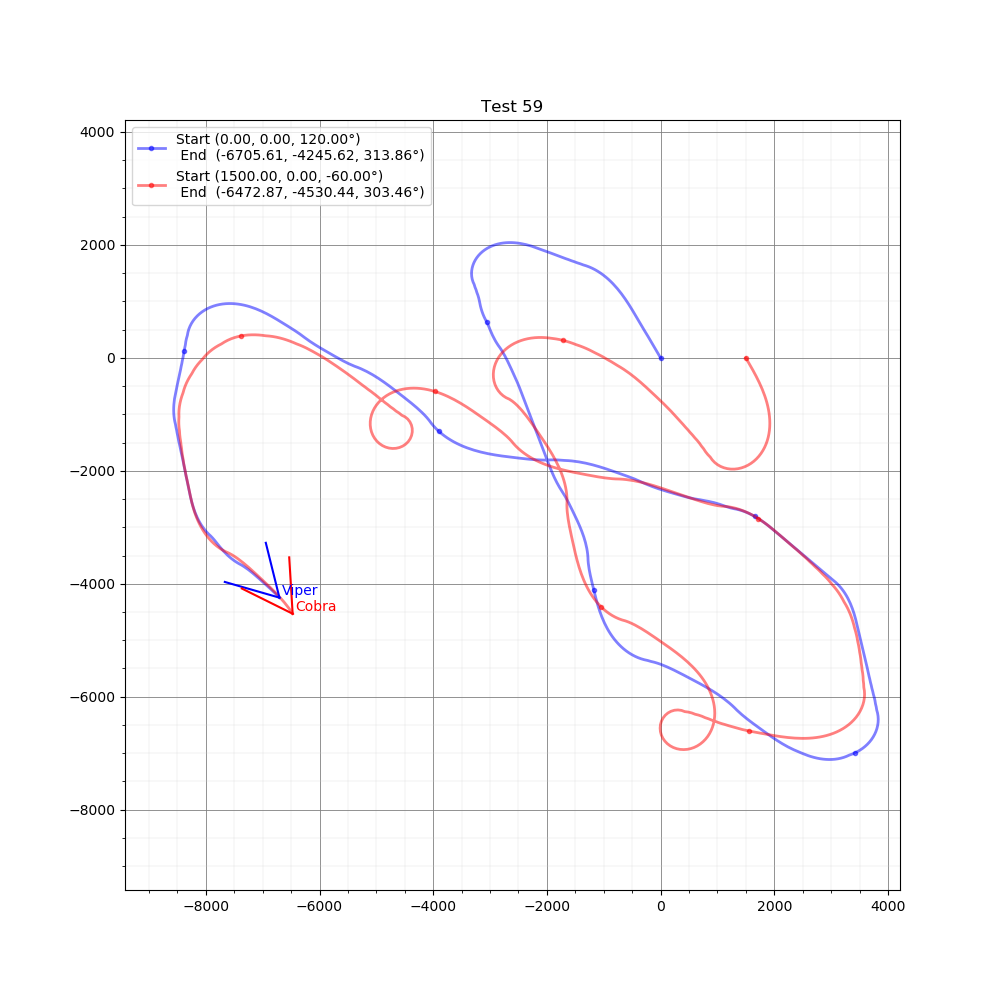 Test 59
Start (0.00, 0.00, 120.00°)
End (-6705.61, -4245.62, 313.86°)
Start (1500.00, 0.00, -60.00°)
End (-6472.87, -4530.44, 303.46°)
4000
2000
0
−2000
−4000
−6000
−8000
Viper
Cobra
−8000 −6000 −4000 −2000 0 2000 4000